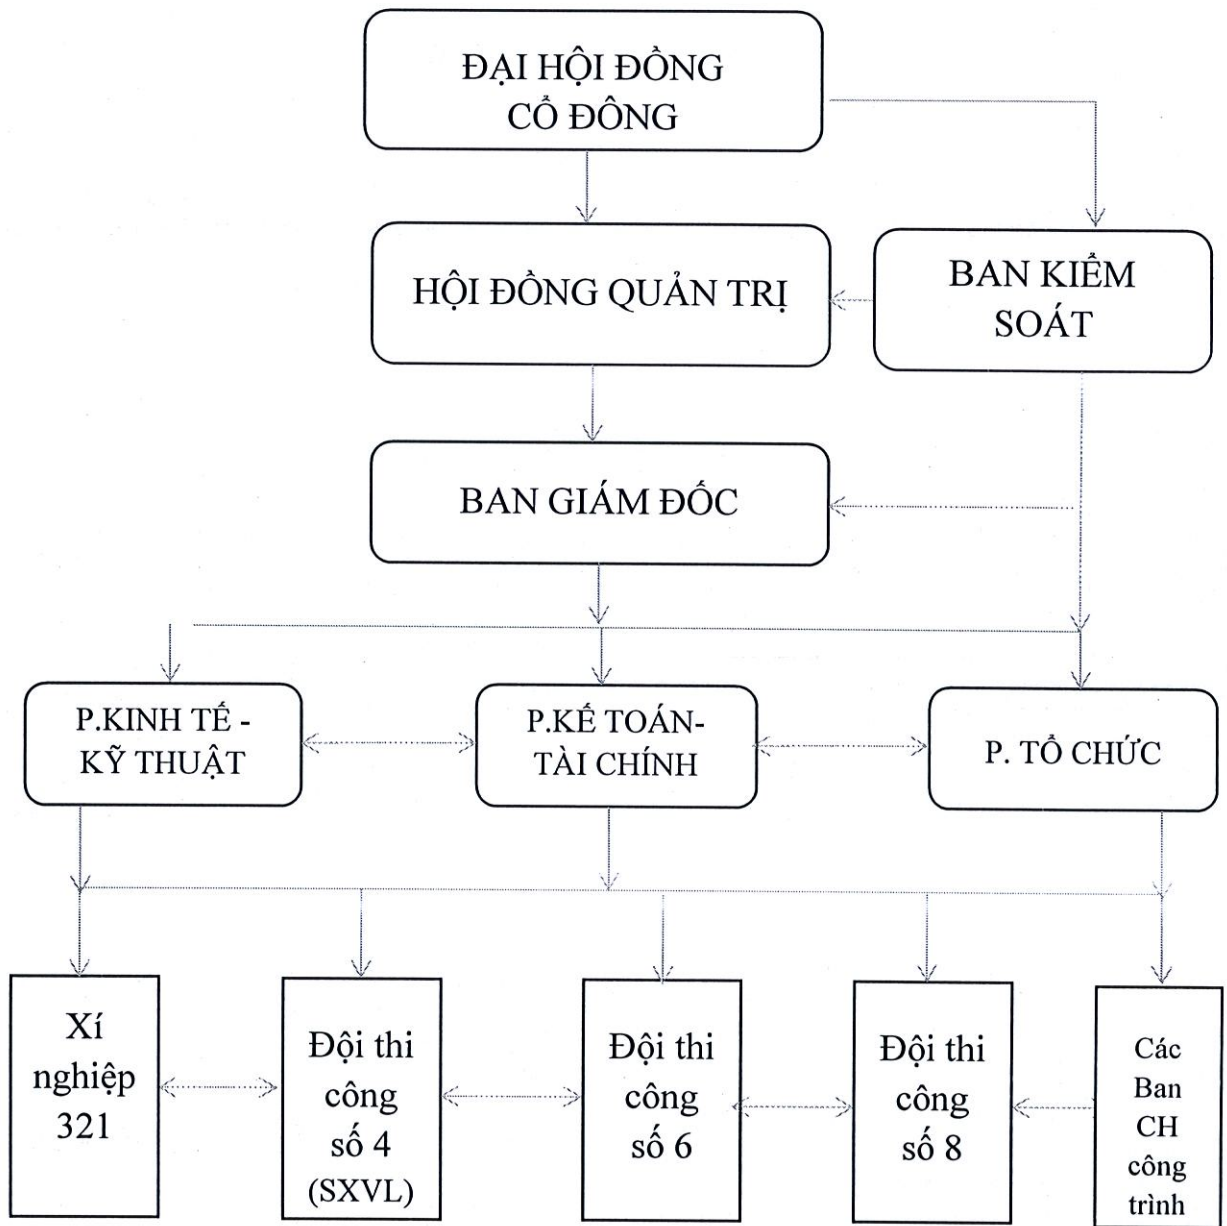 ĐẠI HỘI ĐỒNG
CỔ ĐÔNG
HỘI ĐỒNG QUẢN TRỊ
BAN KIỂM
SOÁT
BAN GIÁM ĐỐC
P.KINH TẾ -
KỸ THUẬT
P.KẾ TOÁN-
TÀI CHÍNH
P. TỔ CHỨC
Xí
nghiệp
321
Đội thi
công
số 4
(SXVL)
Đội thi
công
số 6
Đội thi
công
số 8
Các
Ban
CH
công
trình